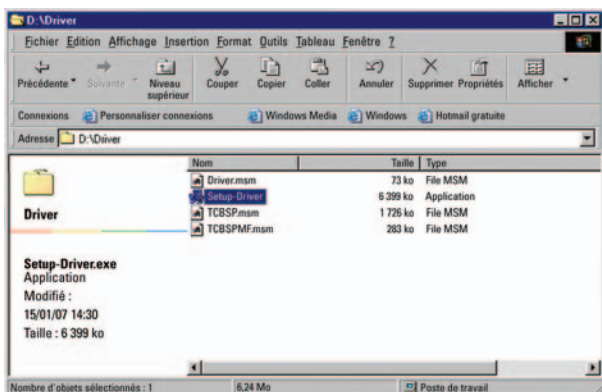 D:\Driver
Fichier Edition Affichage Insertion Format Outils Tableau Fenêtre ?
Précédente Suivante Niveau supérieur Couper Copier Coller Annuler Supprimer Propriétés Afficher
Connexions Personnaliser connexions Windows Media Windows Hotmail gratuite
Adresse D:\Driver
Nom Taille Type
Driver.msm 73 ko File MSM
Setup-Driver 6 399 ko Application
TCBSP.msm 1 726 ko File MSM
TCBSPMF.msm 283 ko File MSM
Driver
Setup-Driver.exe
Application
Modifié :
15/01/07 14:30
Taille : 6 399 ko
Nombre d'objets sélectionnés : 1 6,24 Mo Poste de travail